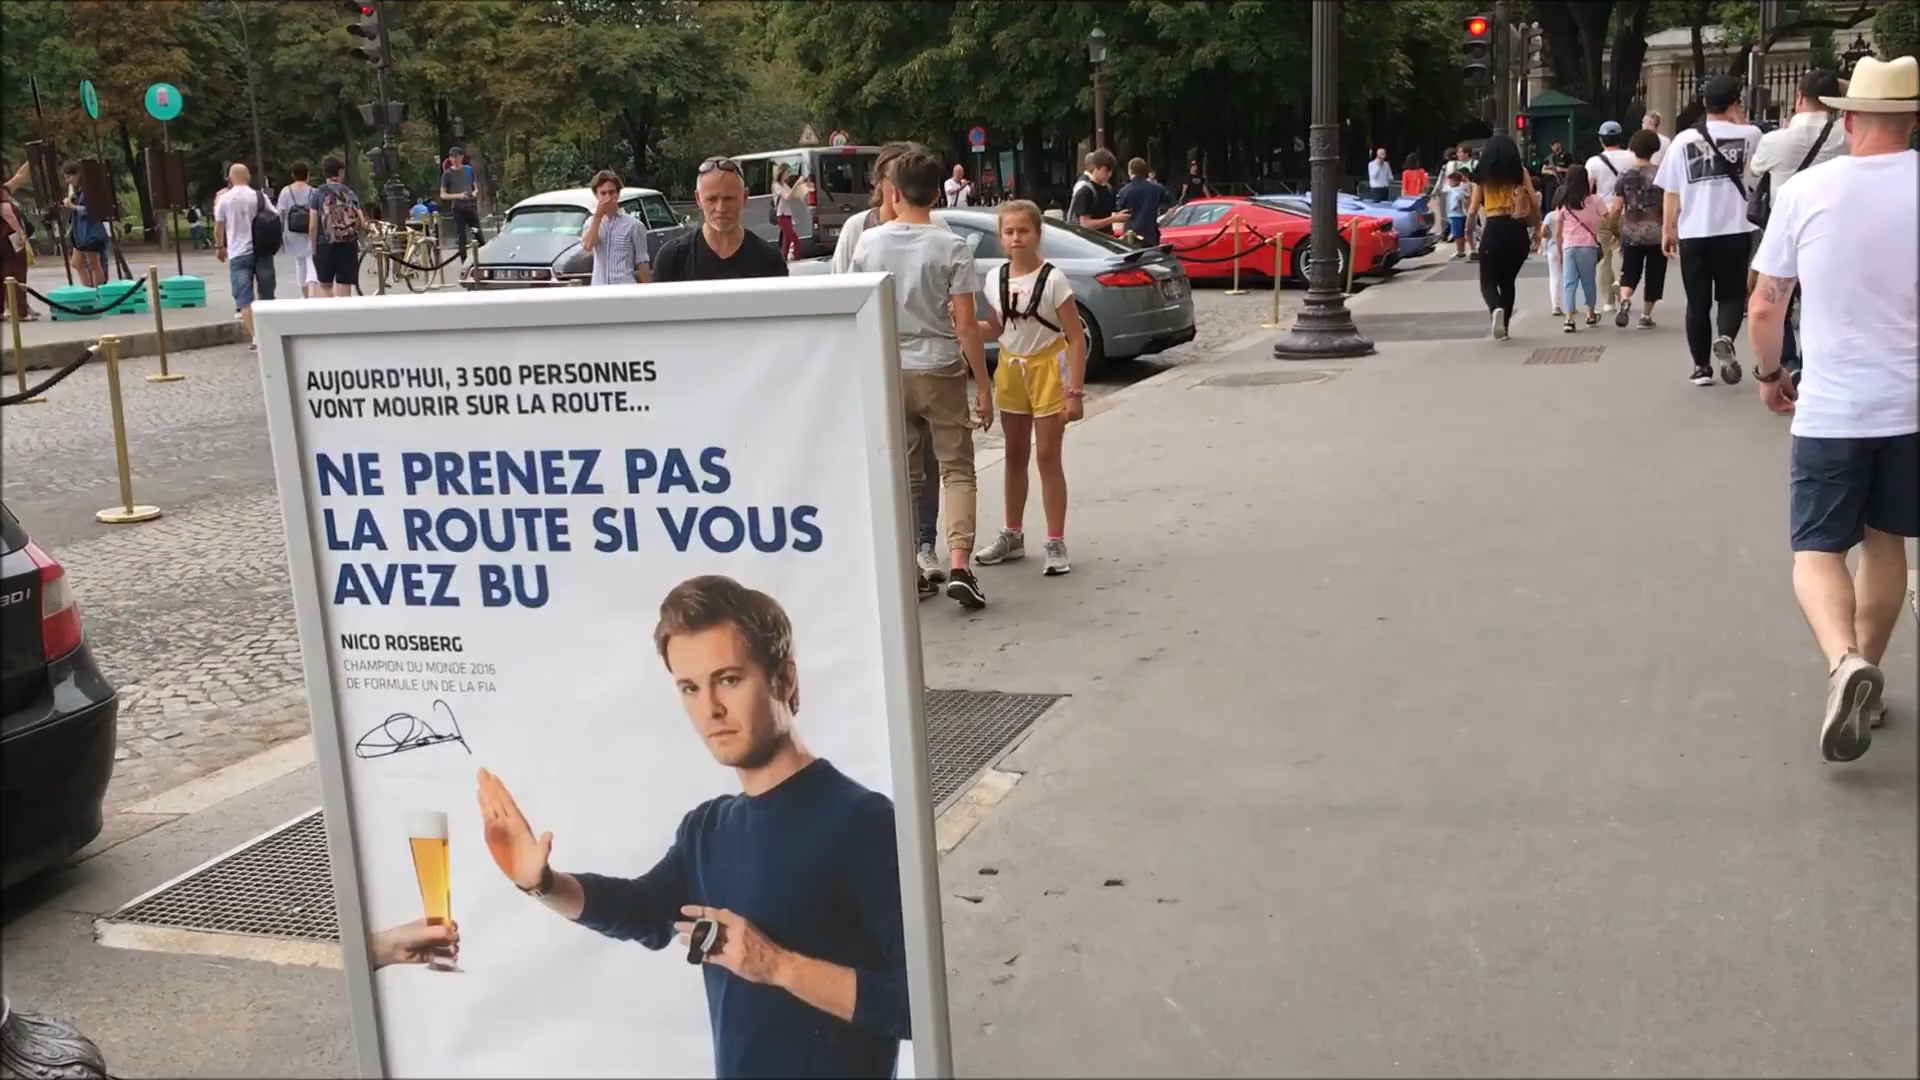 AUJOURD'HUI, 3 500 PERSONNES
VONT MOURIR SUR LA ROUTE...
NE PRENEZ PAS
LA ROUTE SI VOUS
AVEZ BU
NICO ROSBERG
CHAMPION DU MONDE 2016
DE FORMULE UN DE LA FIA